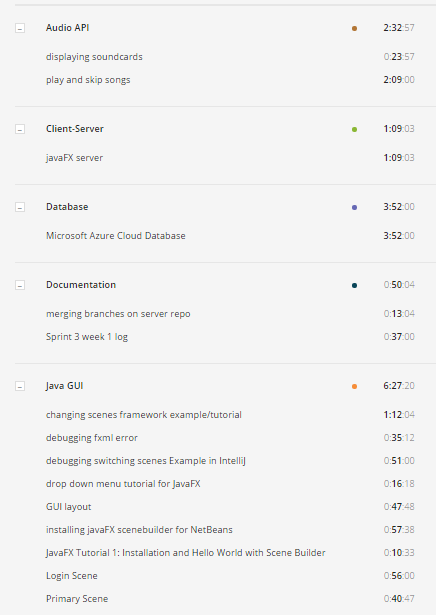 Audio API 2:32:57
displaying soundcards 0:23:57
play and skip songs 2:09:00
Client-Server 1:09:03
javaFX server 1:09:03
Database 3:52:00
Microsoft Azure Cloud Database 3:52:00
Documentation 0:50:04
merging branches on server repo 0:13:04
Sprint 3 week 1 log 0:37:00
Java GUI 6:27:20
changing scenes framework example/tutorial 1:12:04
debugging fxml error 0:35:12
debugging switching scenes Example in IntelliJ 0:51:00
drop down menu tutorial for JavaFX 0:16:18
GUI layout 0:47:48
installing javaFX scenebuilder for NetBeans 0:57:38
JavaFX Tutorial 1: Installation and Hello World with Scene Builder 0:10:33
Login Scene 0:56:00
Primary Scene 0:40:47